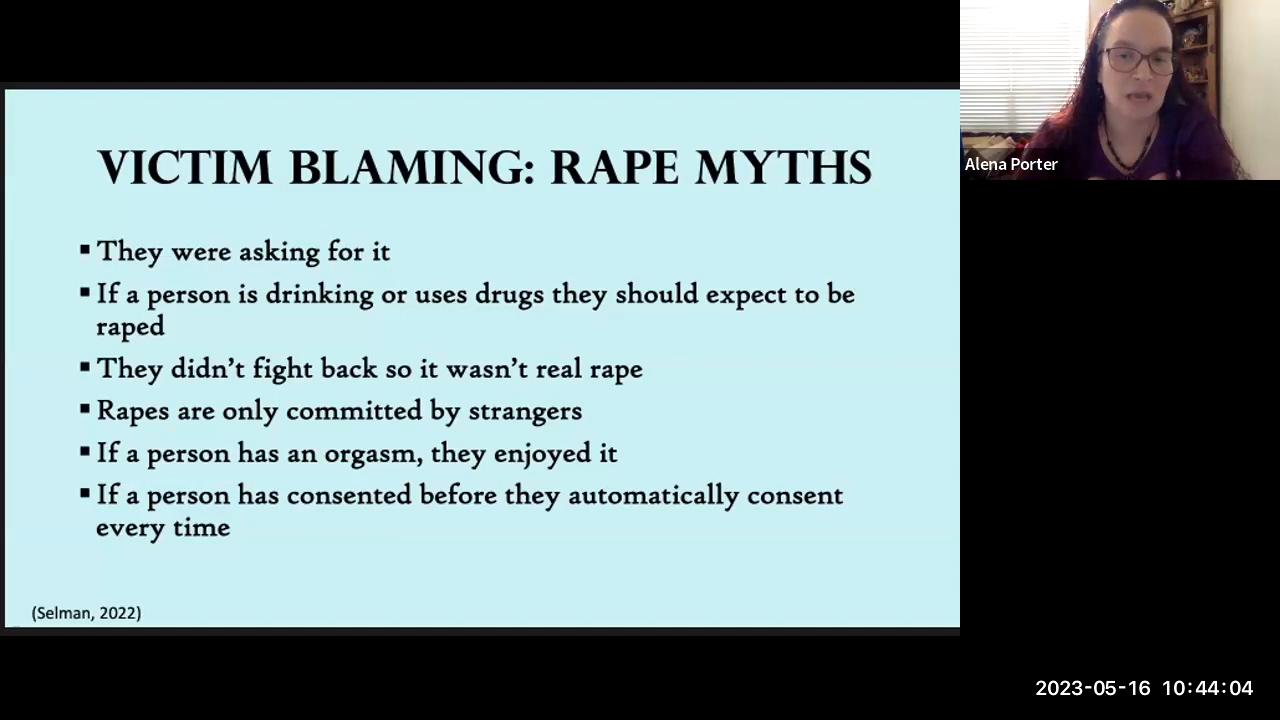 VICTIM BLAMING: RAPE MYTHS
▪ They were asking for it
▪ If a person is drinking or uses drugs they should expect to be
raped
▪ They didn't fight back so it wasn't real rape
▪ Rapes are only committed by strangers
▪ If a person has an orgasm, they enjoyed it
▪ If a person has consented before they automatically consent
every time
(Selman, 2022)
Alena Porter
2023-05-16 10:44:04